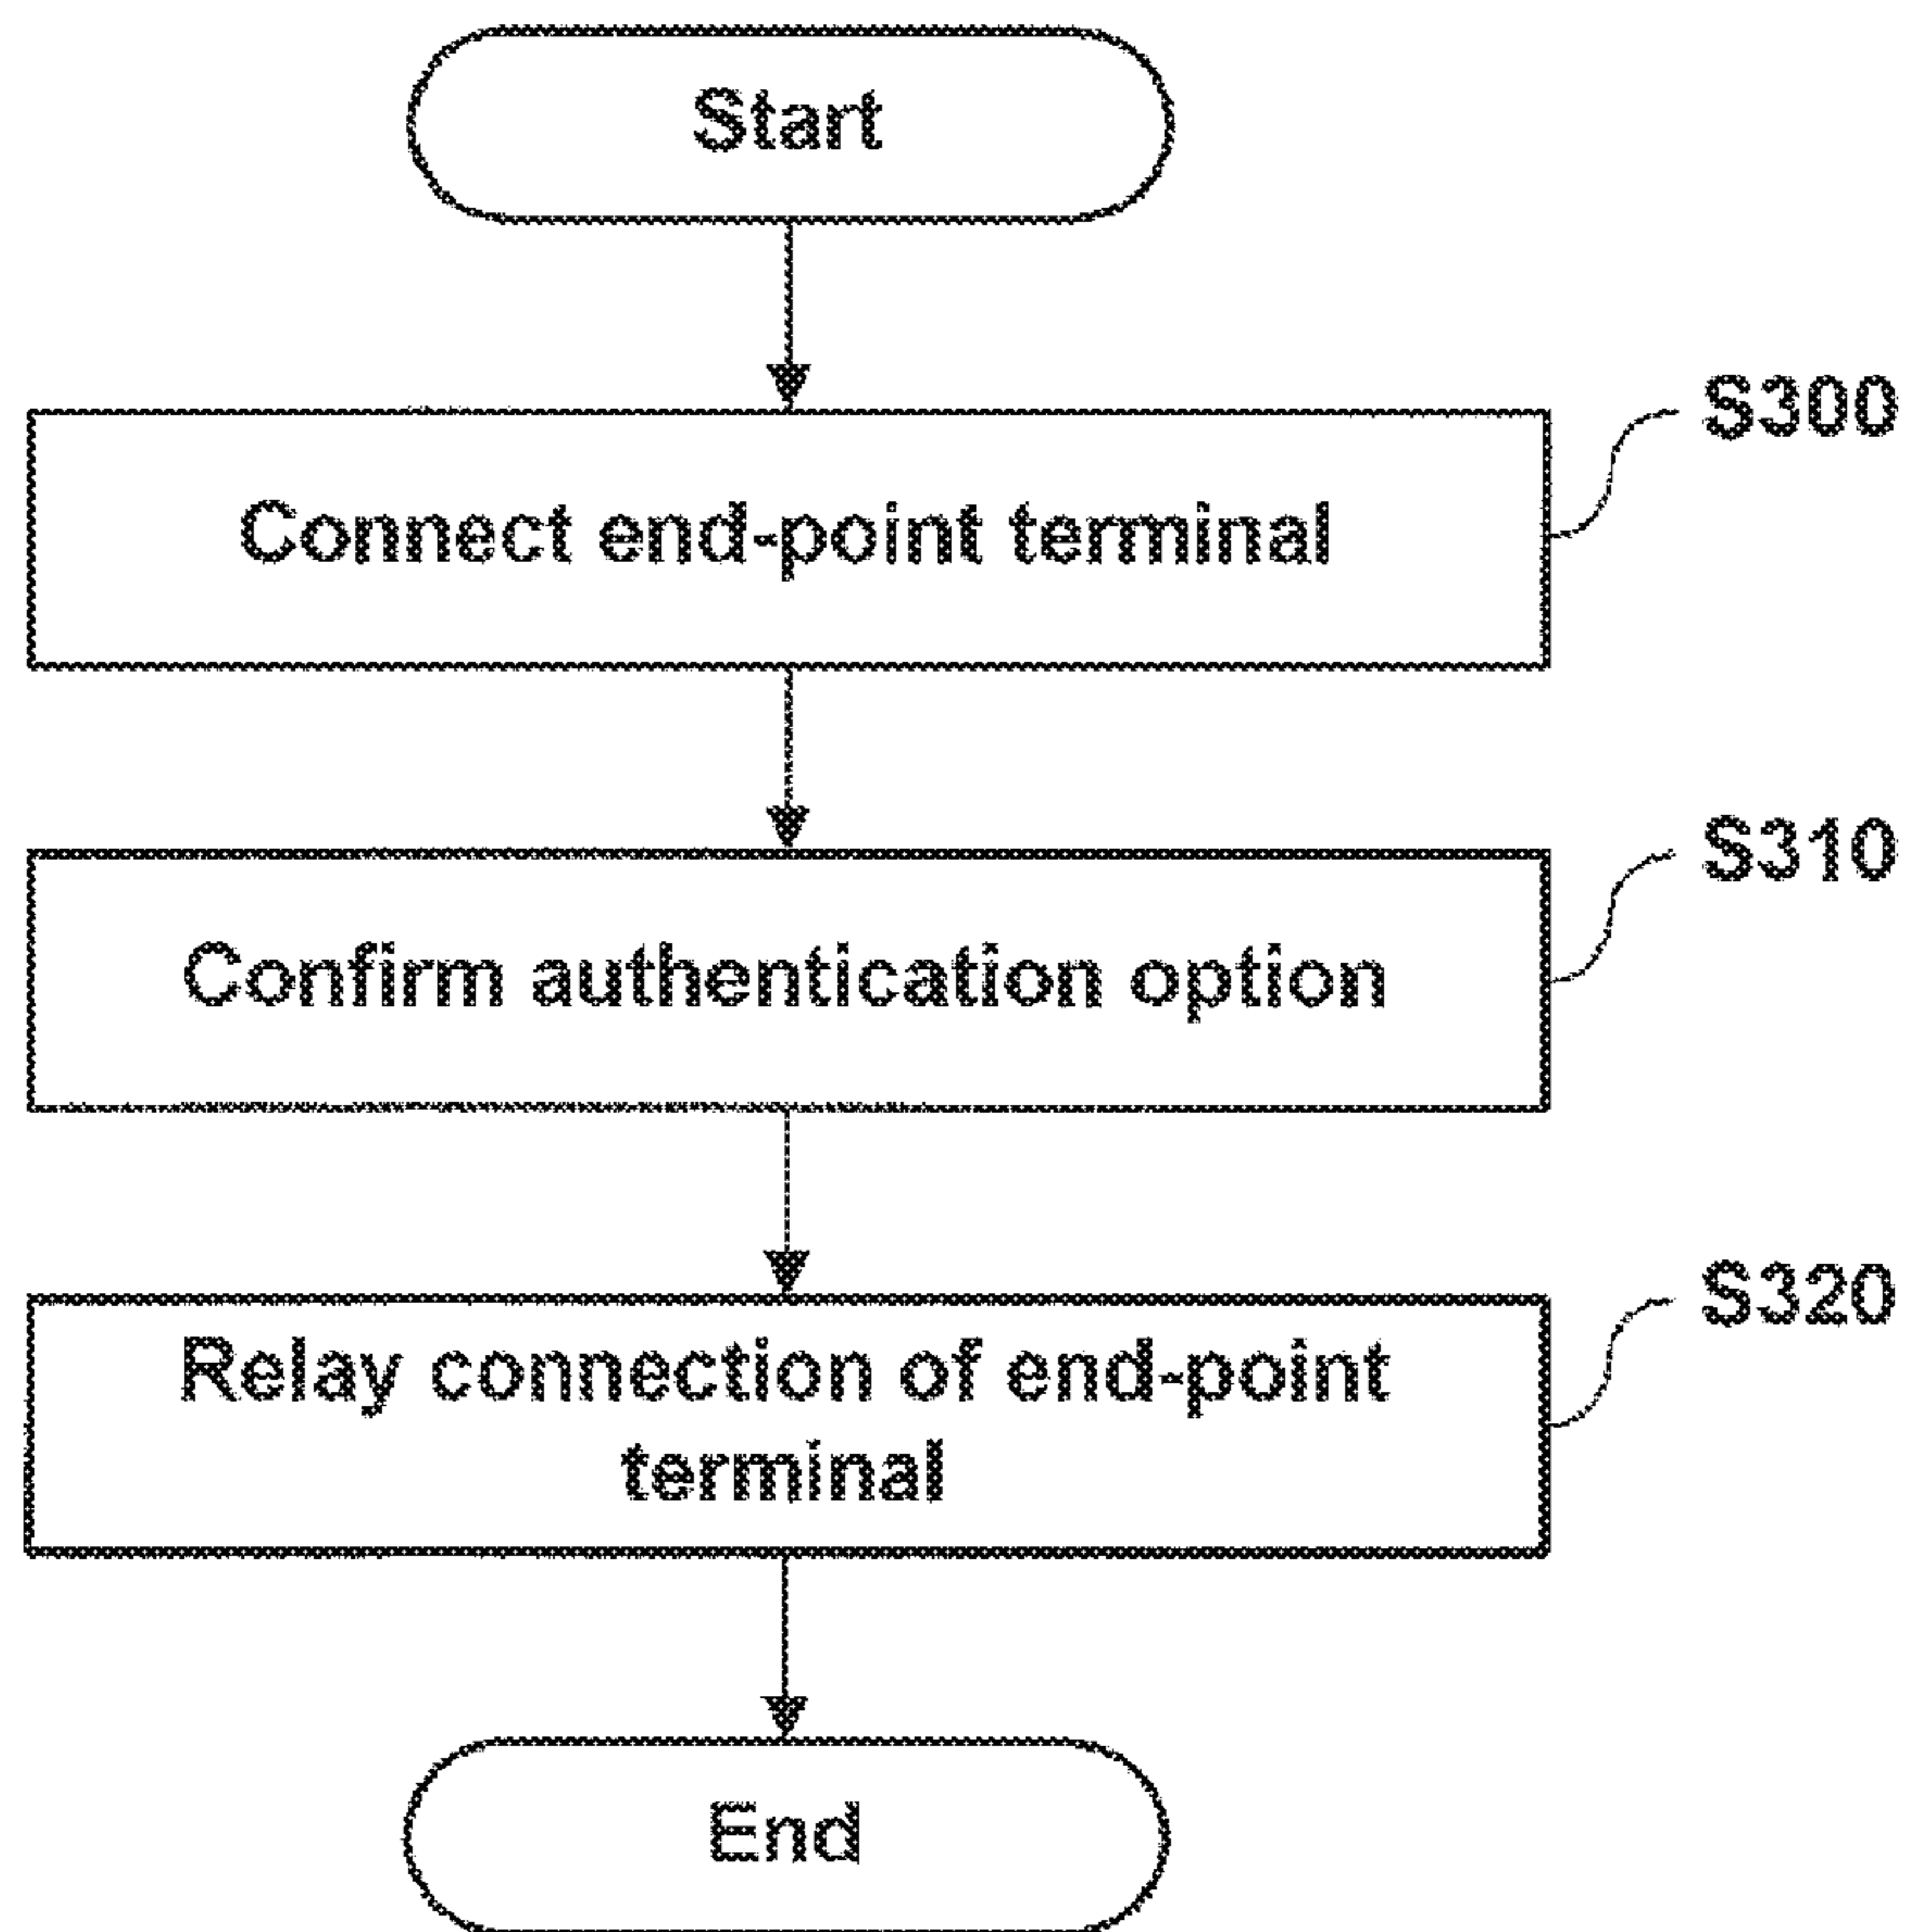 Start
S300
Connect end-point terminal
S310
Confirm authentication option
S320
Relay connection of end-point
terminal
End